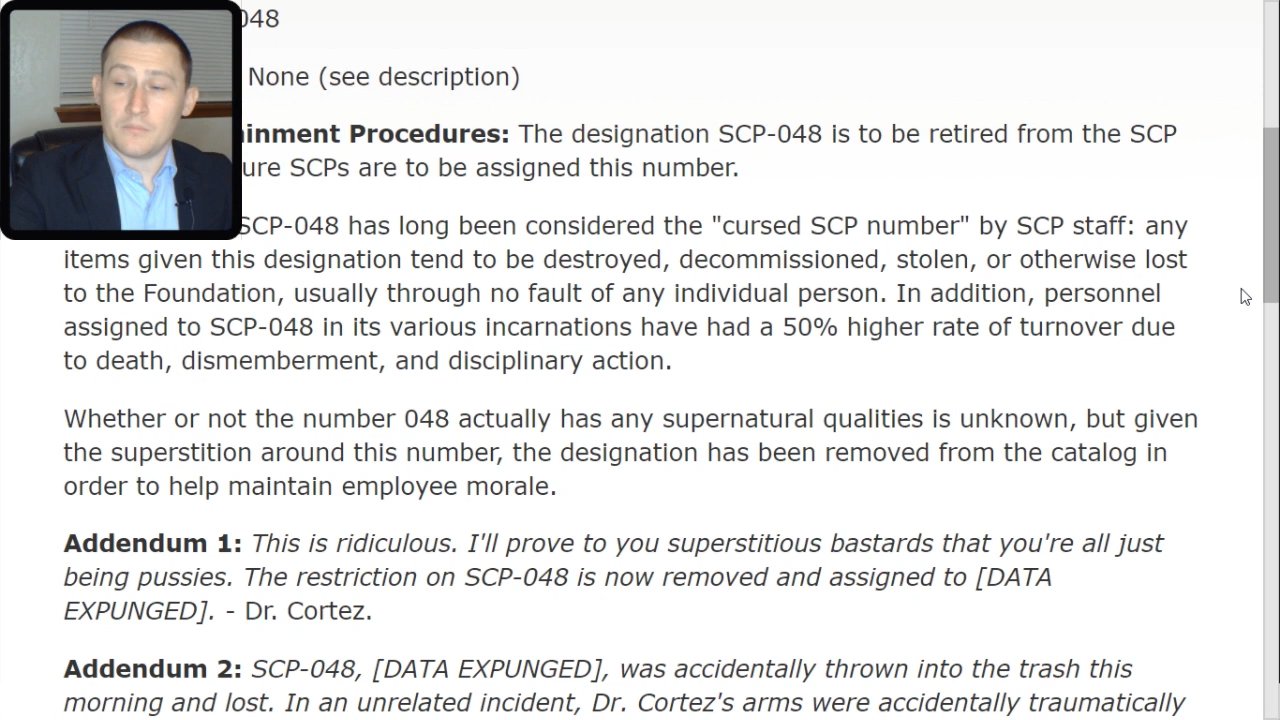 048
None (see description)
ainment Procedures: The designation SCP-048 is to be retired from the SCP
ure SCPs are to be assigned this number.
SCP-048 has long been considered the "cursed SCP number" by SCP staff: any
items given this designation tend to be destroyed, decommissioned, stolen, or otherwise lost
to the Foundation, usually through no fault of any individual person. In addition, personnel
assigned to SCP-048 in its various incarnations have had a 50% higher rate of turnover due
to death, dismemberment, and disciplinary action.
Whether or not the number 048 actually has any supernatural qualities is unknown, but given
the superstition around this number, the designation has been removed from the catalog in
order to help maintain employee morale.
Addendum 1: This is ridiculous. I'll prove to you superstitious bastards that you're all just
being pussies. The restriction on SCP-048 is now removed and assigned to [DATA
EXPUNGED]. - Dr. Cortez.
Addendum 2: SCP-048, [DATA EXPUNGED], was accidentally thrown into the trash this
morning and lost. In an unrelated incident, Dr. Cortez's arms were accidentally traumatically